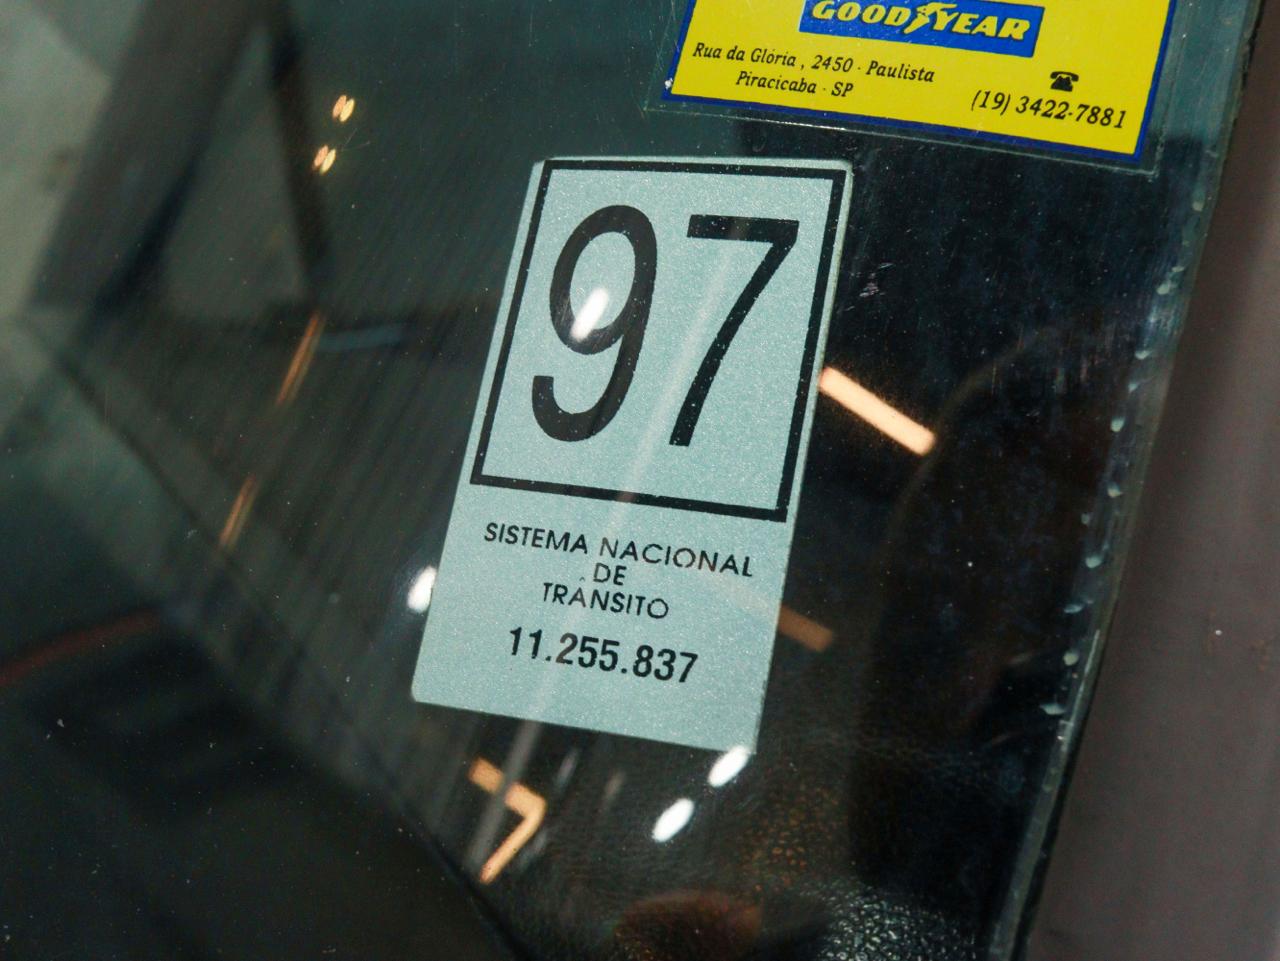 GOODYEAR
Rua da Glória , 2450 - Paulista
Piracicaba - SP
(19) 3422-7881
97
SISTEMA NACIONAL
DE
TRÂNSITO
11.255.837